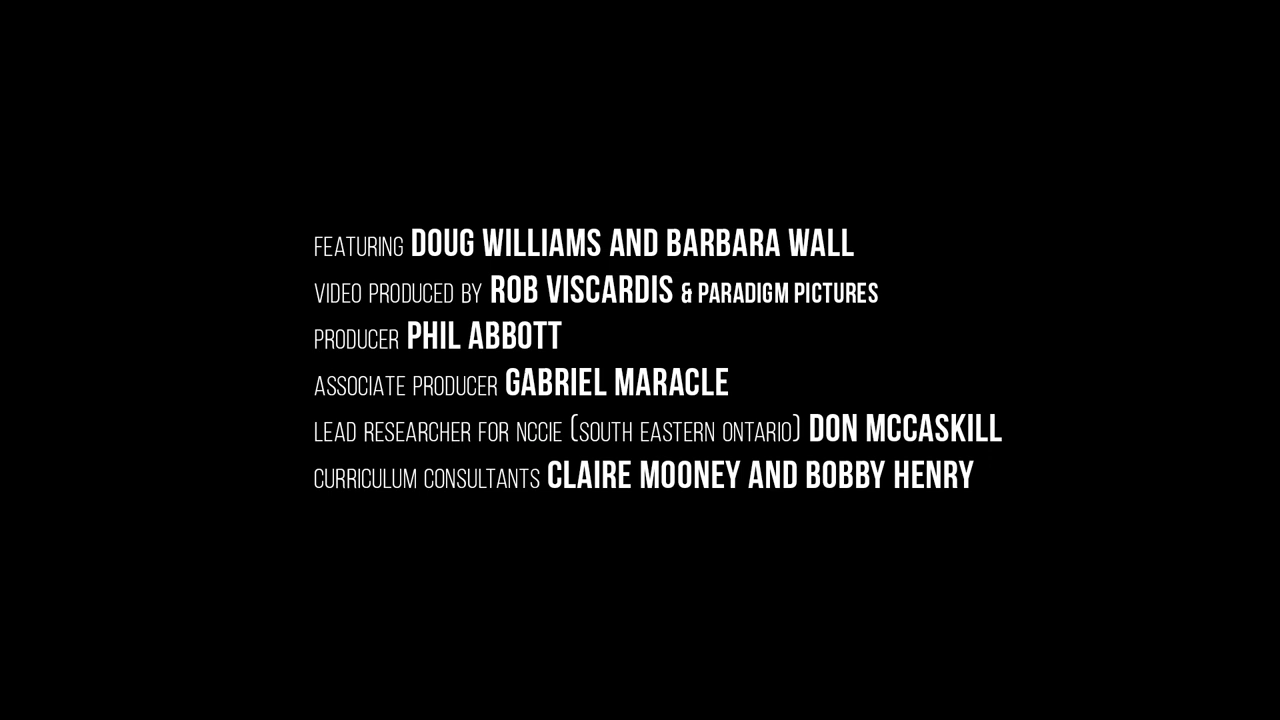 FEATURING DOUG WILLIAMS AND BARBARA WALL
VIDEO PRODUCED BY ROB VISCARDIS & PARADIGM PICTURES
PRODUCER PHIL ABBOTT
ASSOCIATE PRODUCER GABRIEL MARACLE
LEAD RESEARCHER FOR NCCIE (SOUTH EASTERN ONTARIO) DON MCCASKILL
CURRICULUM CONSULTANTS CLAIRE MOONEY AND BOBBY HENRY